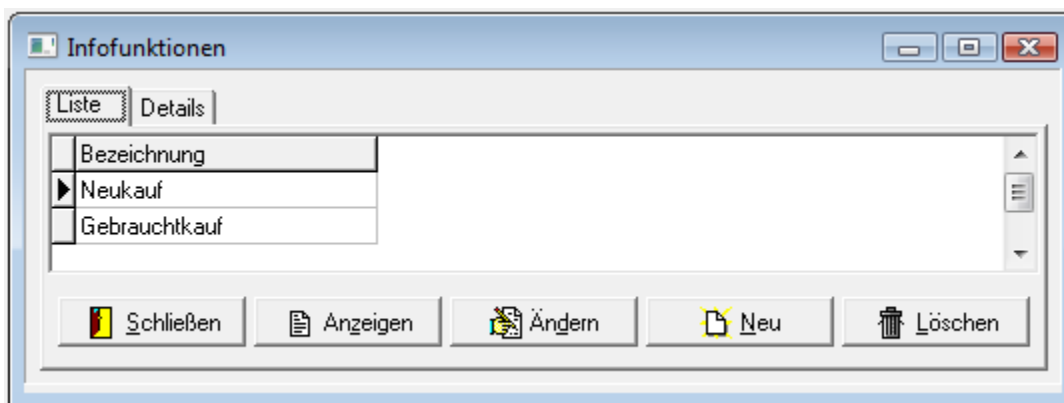 Infofunktionen
Liste Details
Bezeichnung
Neukauf
Gebrauchtkauf
Schließen Anzeigen Ändern Neu Löschen